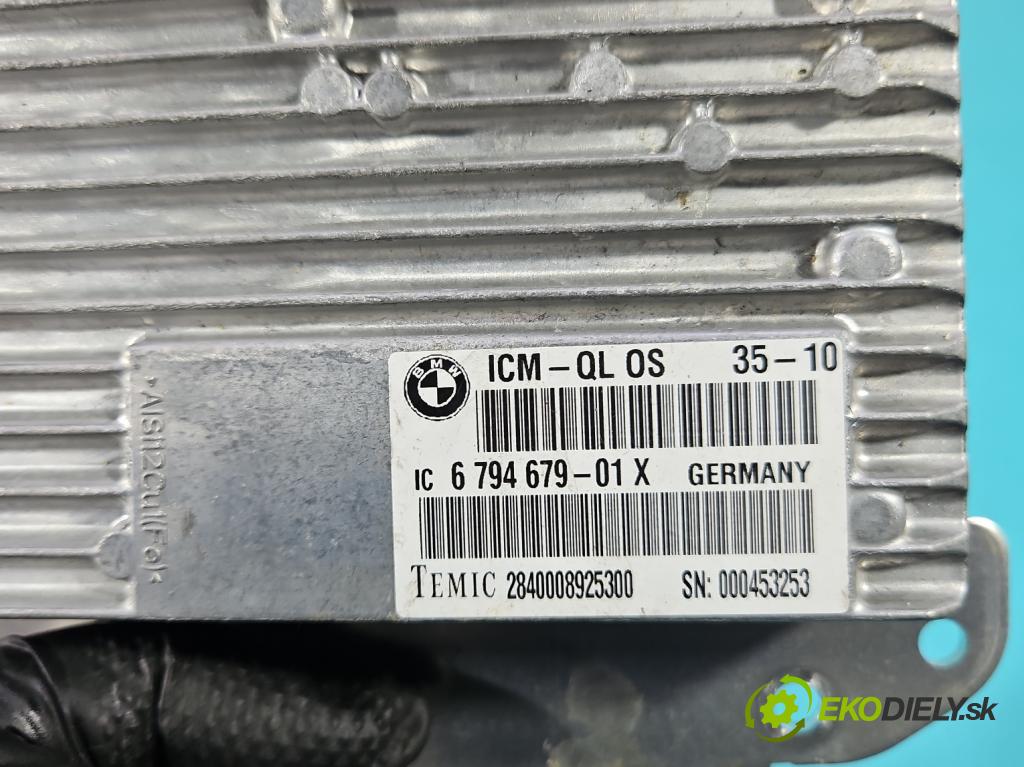 BMW
ICM-QL OS 35-10
IC 6 794 679-01 X GERMANY
TEMIC 2840008925300 SN: 000453253
>AlSi12Cu1(Fe)<
EKODIELY.sk